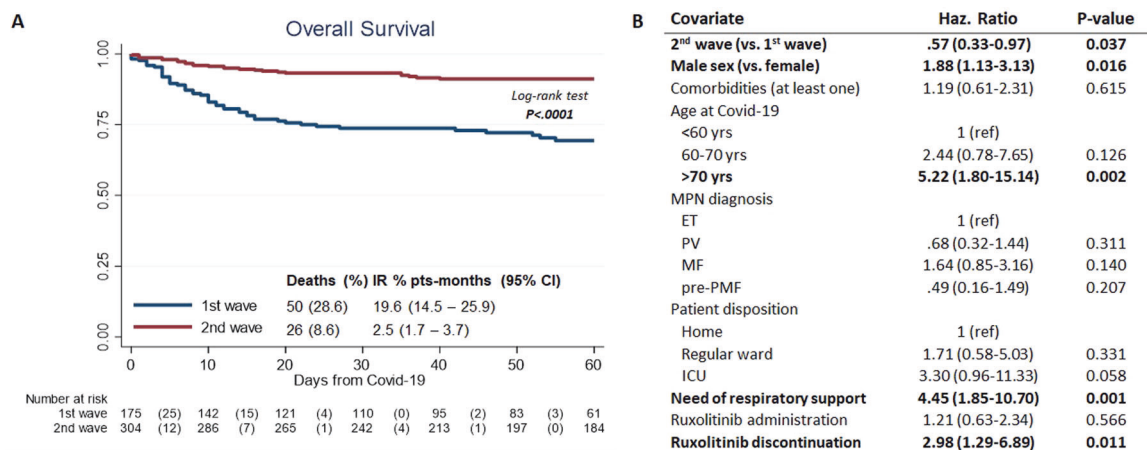 A
Overall Survival
1.00
0.75
0.50
0.25
0.00
Log-rank test
P<.0001
Deaths (%) IR % pts-months (95% CI)
1st wave 50 (28.6) 19.6 (14.5 – 25.9)
2nd wave 26 (8.6) 2.5 (1.7 – 3.7)
0 10 20 30 40 50 60
Days from Covid-19
Number at risk
1st wave 175 (25) 142 (15) 121 (4) 110 (0) 95 (2) 83 (3) 61
2nd wave 304 (12) 286 (7) 265 (1) 242 (4) 213 (1) 197 (0) 184
B
Covariate Haz. Ratio P-value
2nd wave (vs. 1st wave) .57 (0.33-0.97) 0.037
Male sex (vs. female) 1.88 (1.13-3.13) 0.016
Comorbidities (at least one) 1.19 (0.61-2.31) 0.615
Age at Covid-19
<60 yrs 1 (ref)
60-70 yrs 2.44 (0.78-7.65) 0.126
>70 yrs 5.22 (1.80-15.14) 0.002
MPN diagnosis
ET 1 (ref)
PV .68 (0.32-1.44) 0.311
MF 1.64 (0.85-3.16) 0.140
pre-PMF .49 (0.16-1.49) 0.207
Patient disposition
Home 1 (ref)
Regular ward 1.71 (0.58-5.03) 0.331
ICU 3.30 (0.96-11.33) 0.058
Need of respiratory support 4.45 (1.85-10.70) 0.001
Ruxolitinib administration 1.21 (0.63-2.34) 0.566
Ruxolitinib discontinuation 2.98 (1.29-6.89) 0.011